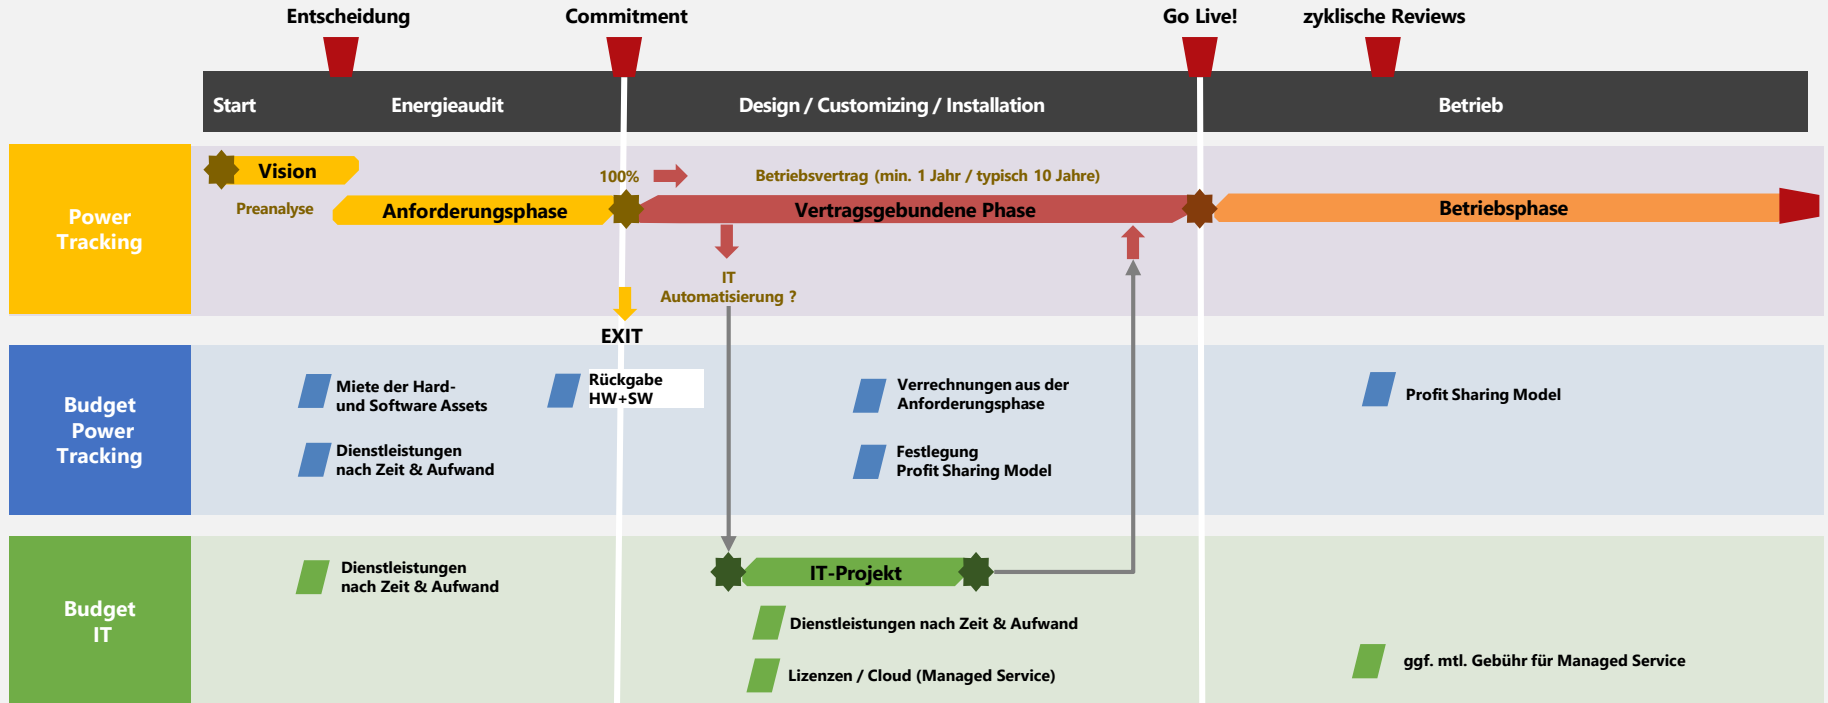 Entscheidung
Commitment
Go Live!
zyklische Reviews
Start
Energieaudit
Design / Customizing / Installation
Betrieb
Power
Tracking
Vision
Preanalyse
Anforderungsphase
100%
Betriebsvertrag (min. 1 Jahr / typisch 10 Jahre)
Vertragsgebundene Phase
Betriebsphase
IT
Automatisierung ?
EXIT
Budget
Power
Tracking
Miete der Hard-
und Software Assets
Dienstleistungen
nach Zeit & Aufwand
Rückgabe
HW+SW
Verrechnungen aus der
Anforderungsphase
Festlegung
Profit Sharing Model
Profit Sharing Model
Budget
IT
Dienstleistungen
nach Zeit & Aufwand
IT-Projekt
Dienstleistungen nach Zeit & Aufwand
Lizenzen / Cloud (Managed Service)
ggf. mtl. Gebühr für Managed Service